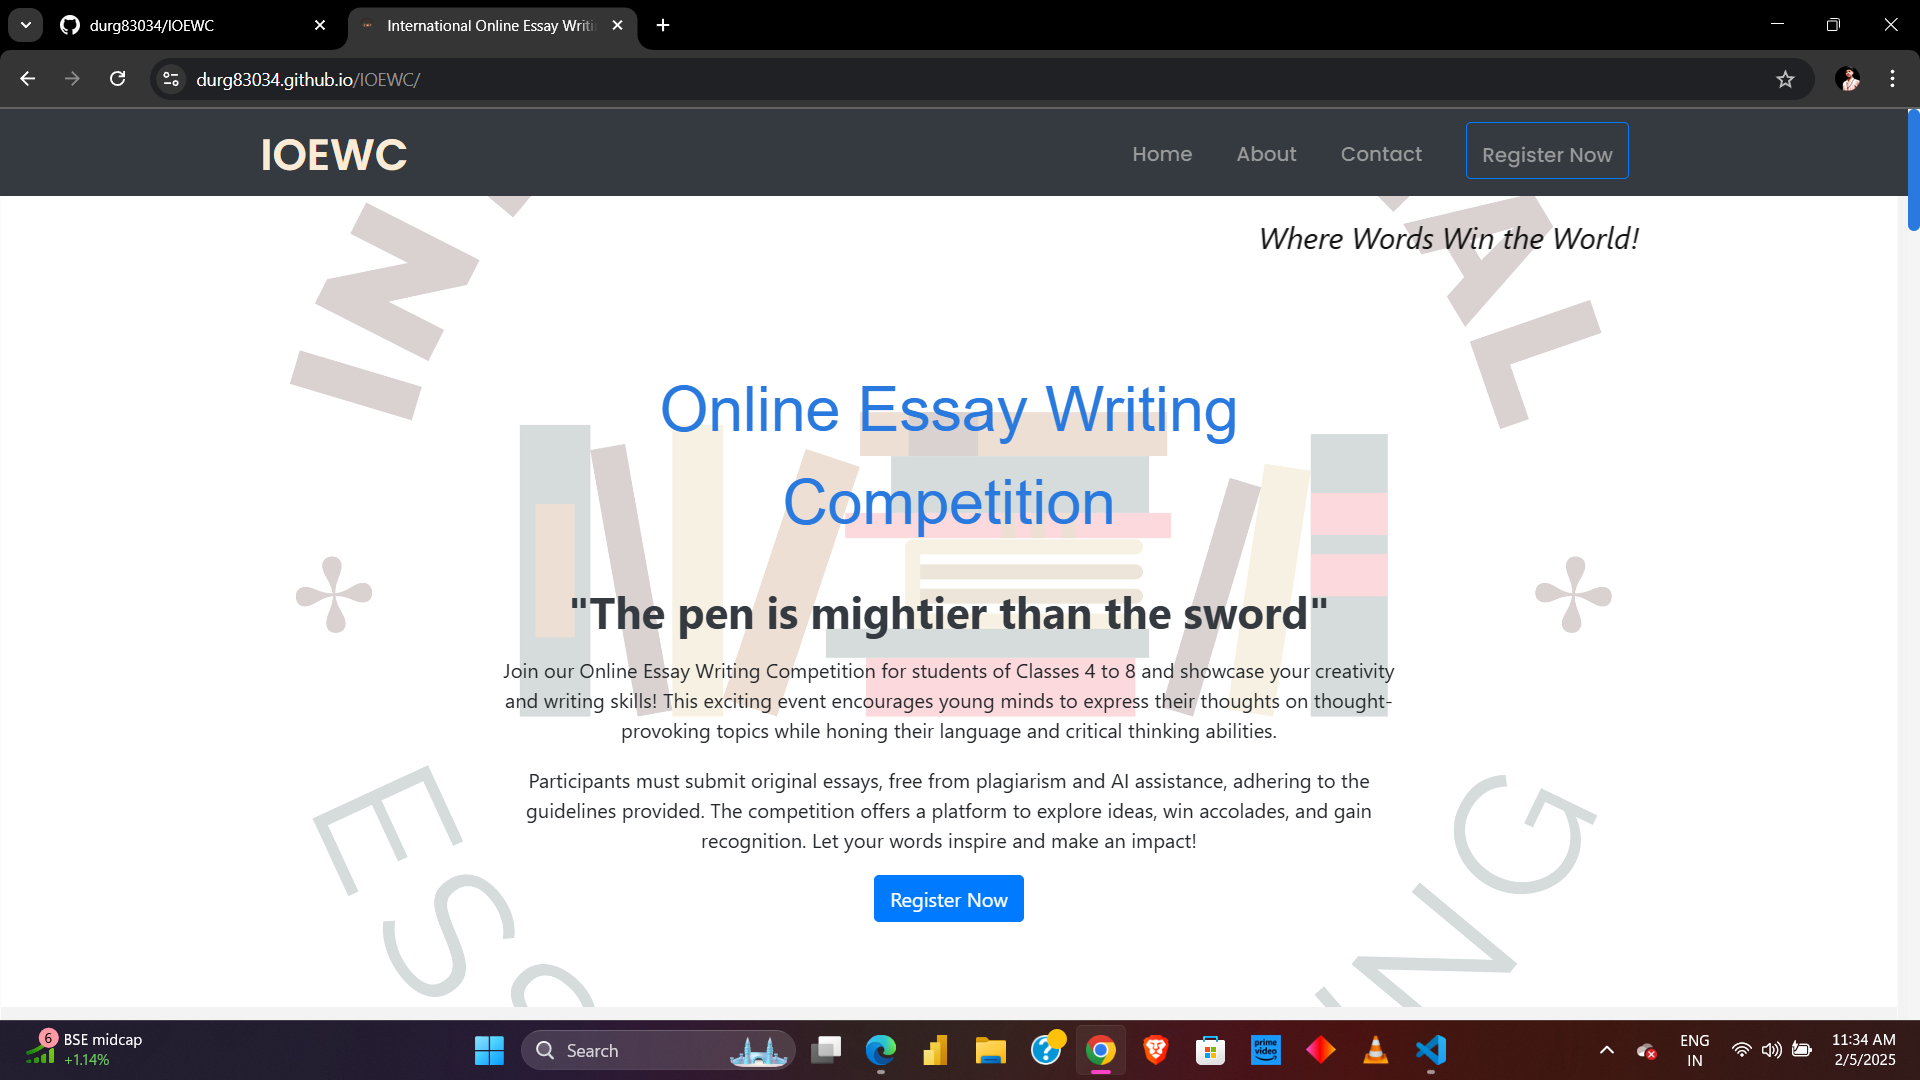 durg83034/IOEWC
International Online Essay Writi
durg83034.github.io/IOEWC/
IOEWC
Home
About
Contact
Register Now
Where Words Win the World!
Online Essay Writing
Competition
"The pen is mightier than the sword"
Join our Online Essay Writing Competition for students of Classes 4 to 8 and showcase your creativity
and writing skills! This exciting event encourages young minds to express their thoughts on thought-
provoking topics while honing their language and critical thinking abilities.
Participants must submit original essays, free from plagiarism and AI assistance, adhering to the
guidelines provided. The competition offers a platform to explore ideas, win accolades, and gain
recognition. Let your words inspire and make an impact!
Register Now
6
BSE midcap
+1.14%
Search
prime
video
ENG
IN
11:34 AM
2/5/2025